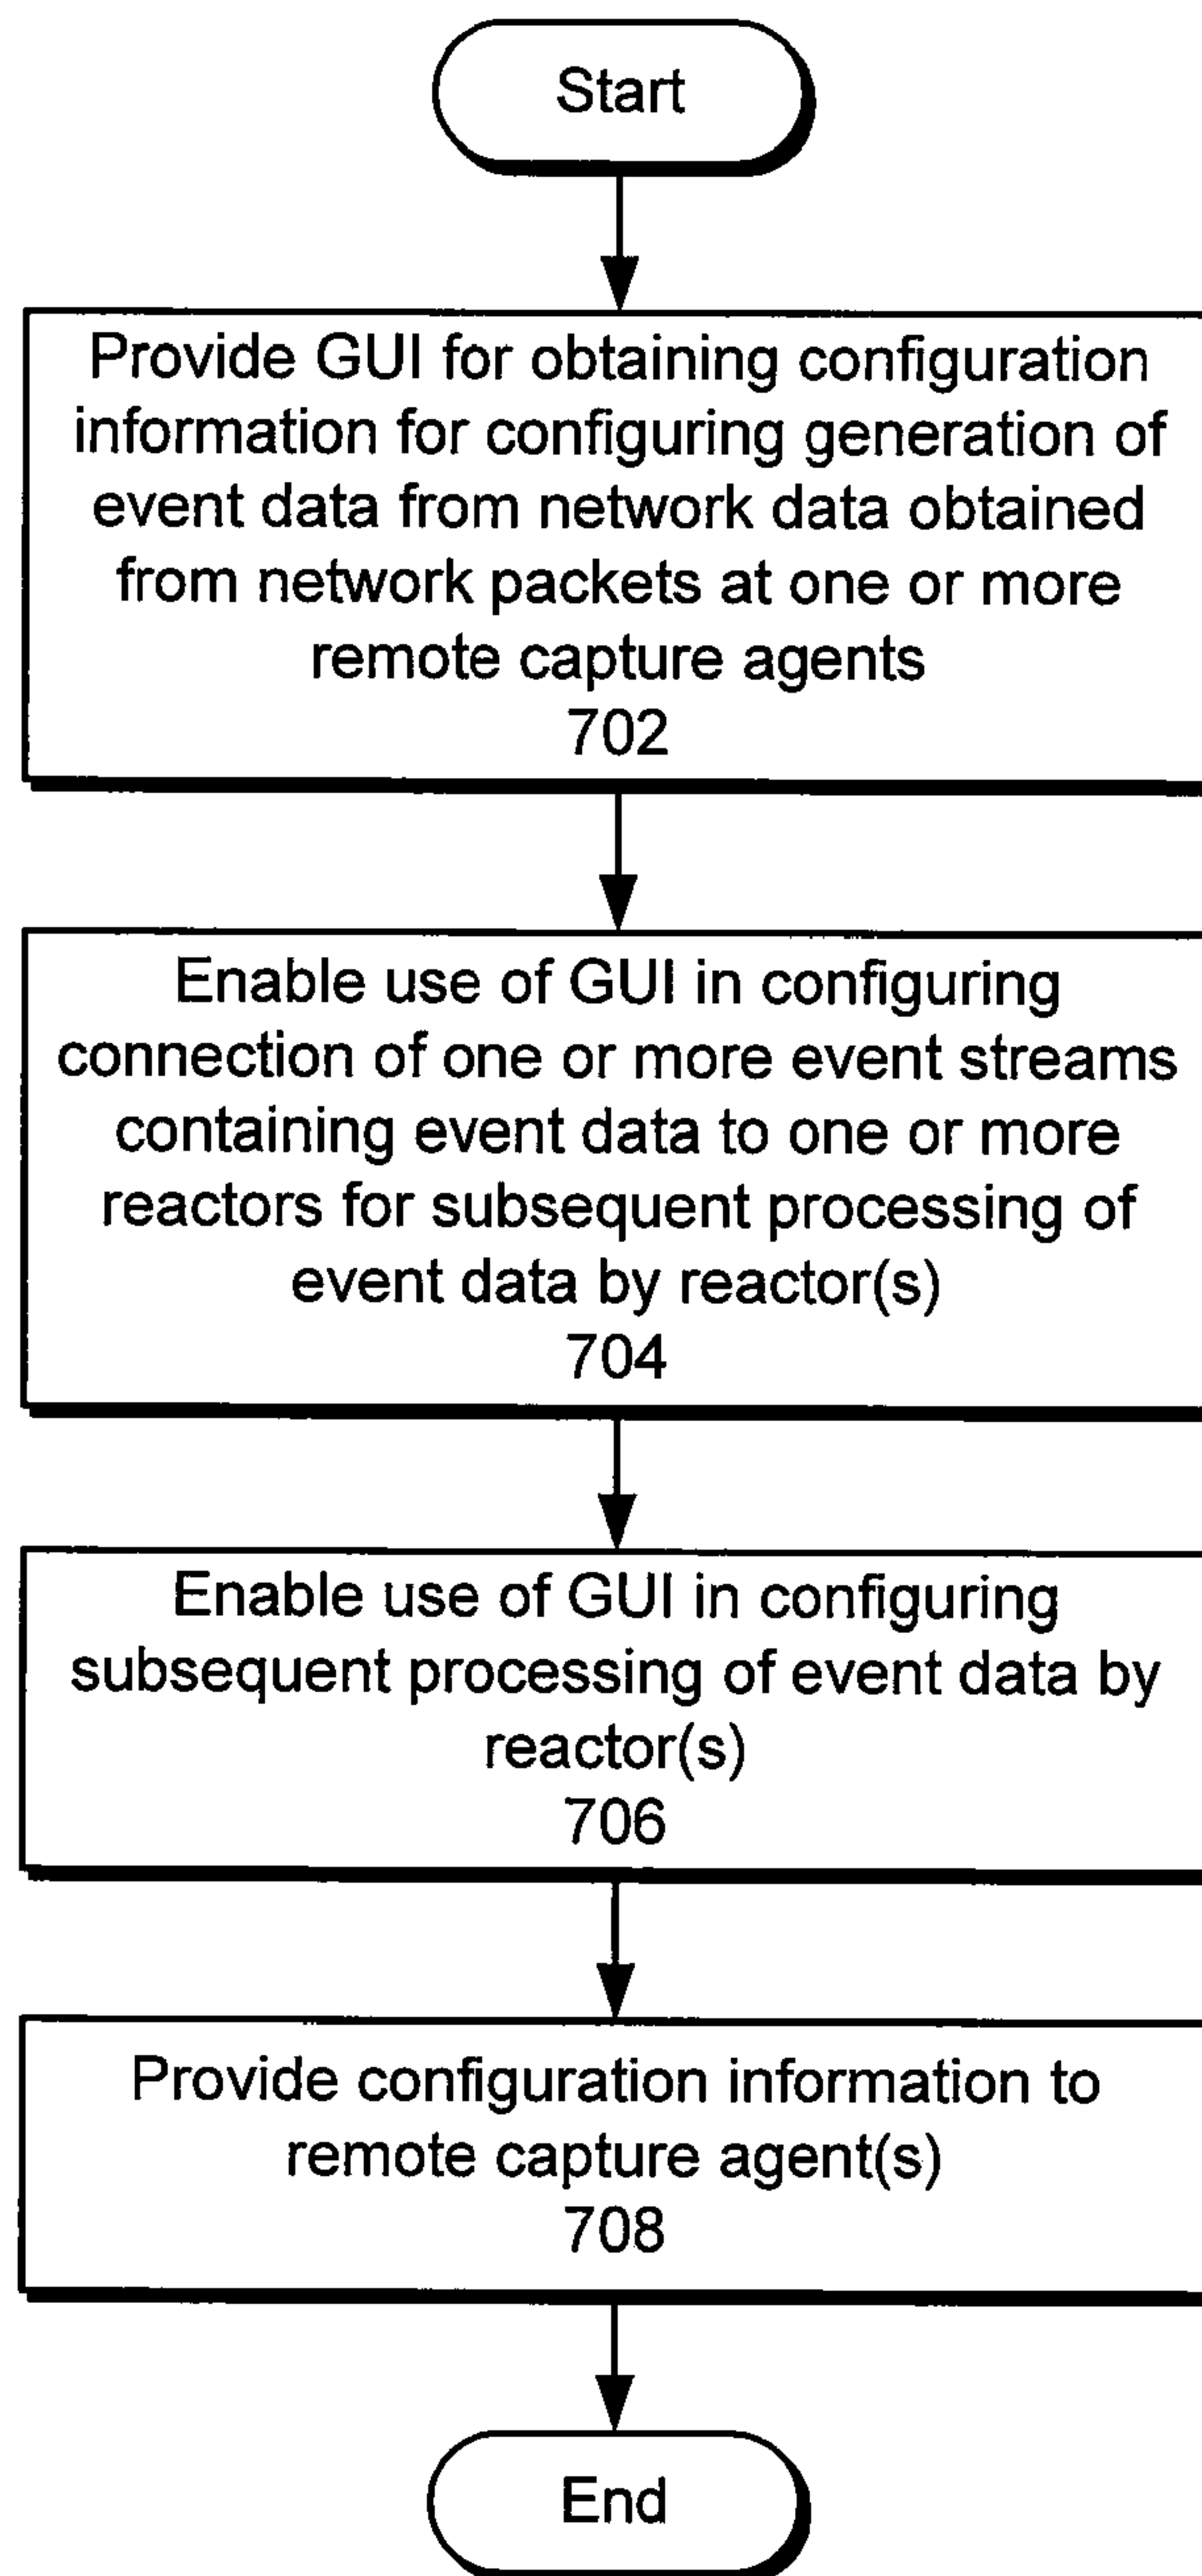 Start
Provide GUI for obtaining configuration
information for configuring generation of
event data from network data obtained
from network packets at one or more
remote capture agents
702
Enable use of GUI in configuring
connection of one or more event streams
containing event data to one or more
reactors for subsequent processing of
event data by reactor(s)
704
Enable use of GUI in configuring
subsequent processing of event data by
reactor(s)
706
Provide configuration information to
remote capture agent(s)
708
End